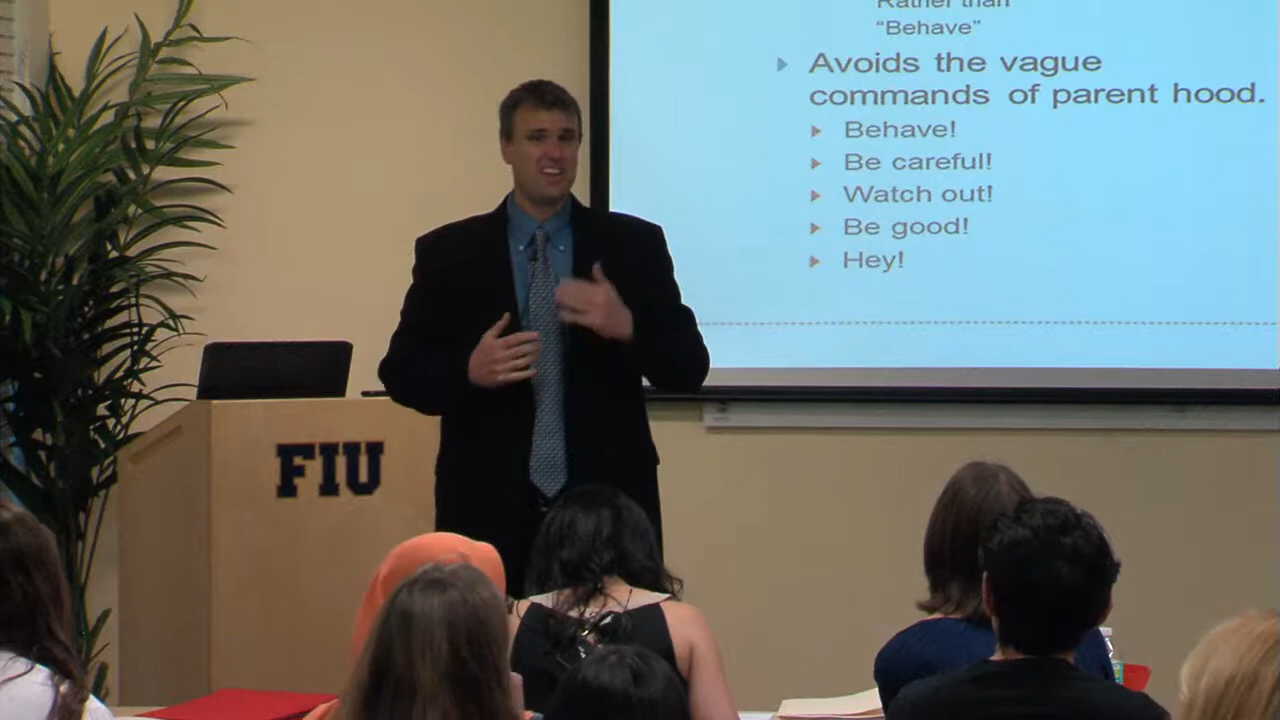 Rather than
“Behave”
Avoids the vague
commands of parent hood.
Behave!
Be careful!
Watch out!
Be good!
Hey!
FIU